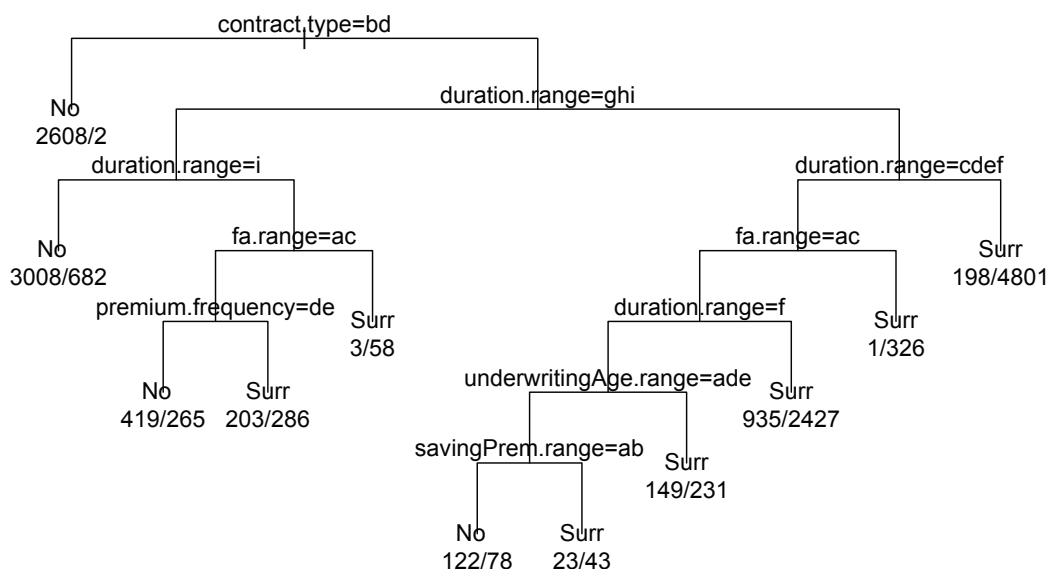 contract.type=bd
No
2608/2
duration.range=ghi
duration.range=i
duration.range=cdef
No
3008/682
fa.range=ac
fa.range=ac
Surr
198/4801
premium.frequency=de
Surr
3/58
duration.range=f
Surr
1/326
No
419/265
Surr
203/286
underwritingAge.range=ade
Surr
935/2427
savingPrem.range=ab
Surr
149/231
No
122/78
Surr
23/43